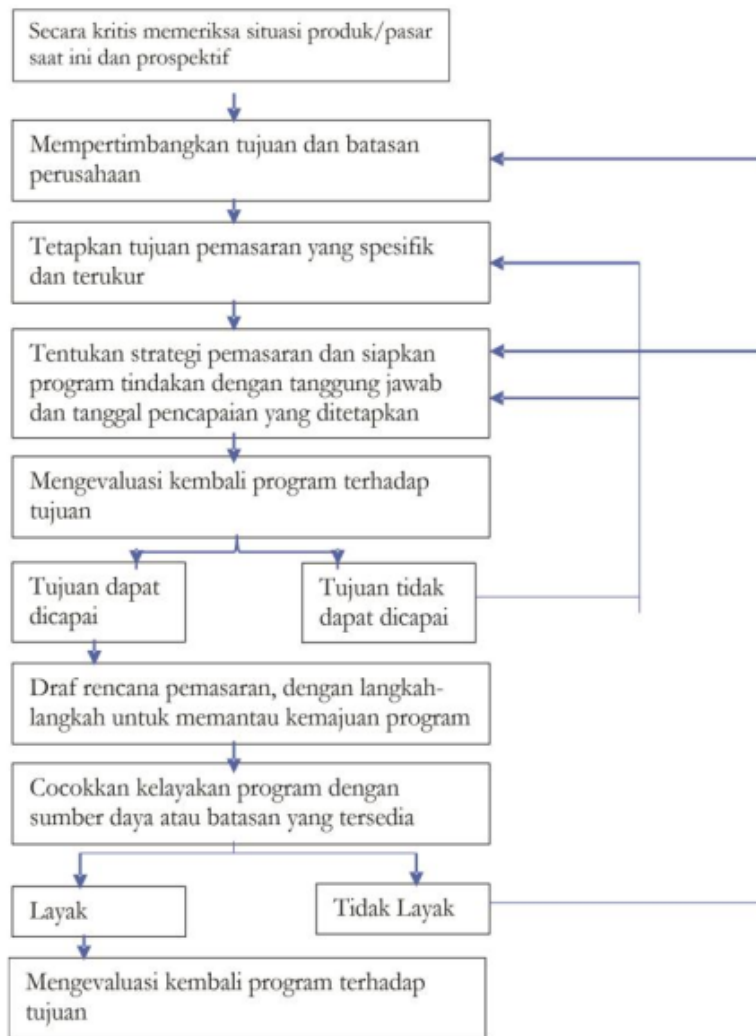 Secara kritis memeriksa situasi produk/pasar
saat ini dan prospektif
Mempertimbangkan tujuan dan batasan
perusahaan
Tetapkan tujuan pemasaran yang spesifik
dan terukur
Tentukan strategi pemasaran dan siapkan
program tindakan dengan tanggung jawab
dan tanggal pencapaian yang ditetapkan
Mengevaluasi kembali program terhadap
tujuan
Tujuan dapat
dicapai
Tujuan tidak
dapat dicapai
Draf rencana pemasaran, dengan langkah-
langkah untuk memantau kemajuan program
Cocokkan kelayakan program dengan
sumber daya atau batasan yang tersedia
Layak
Tidak Layak
Mengevaluasi kembali program terhadap
tujuan